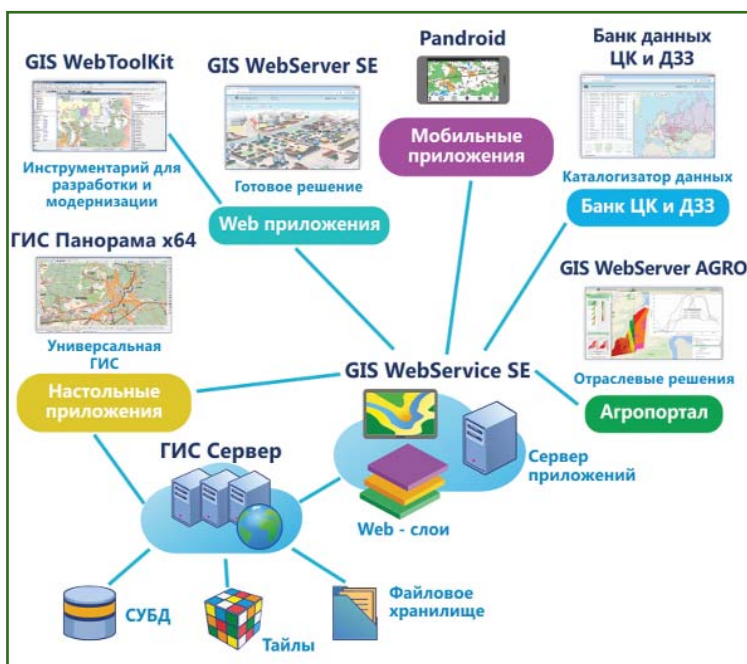 GIS WebToolKit
Инструментарий для
разработки и
модернизации
GIS WebServer SE
Готовое решение
Web приложения
Pandroid
Мобильные
приложения
Банк данных
ЦК и ДЗЗ
Каталогизатор данных
Банк ЦК и ДЗЗ
ГИС Панорама x64
Универсальная
ГИС
Настольные
приложения
GIS WebServer AGRO
Отраслевые решения
Агропортал
GIS WebService SE
Сервер
приложений
Web - слои
ГИС Сервер
СУБД
Тайлы
Файловое
хранилище